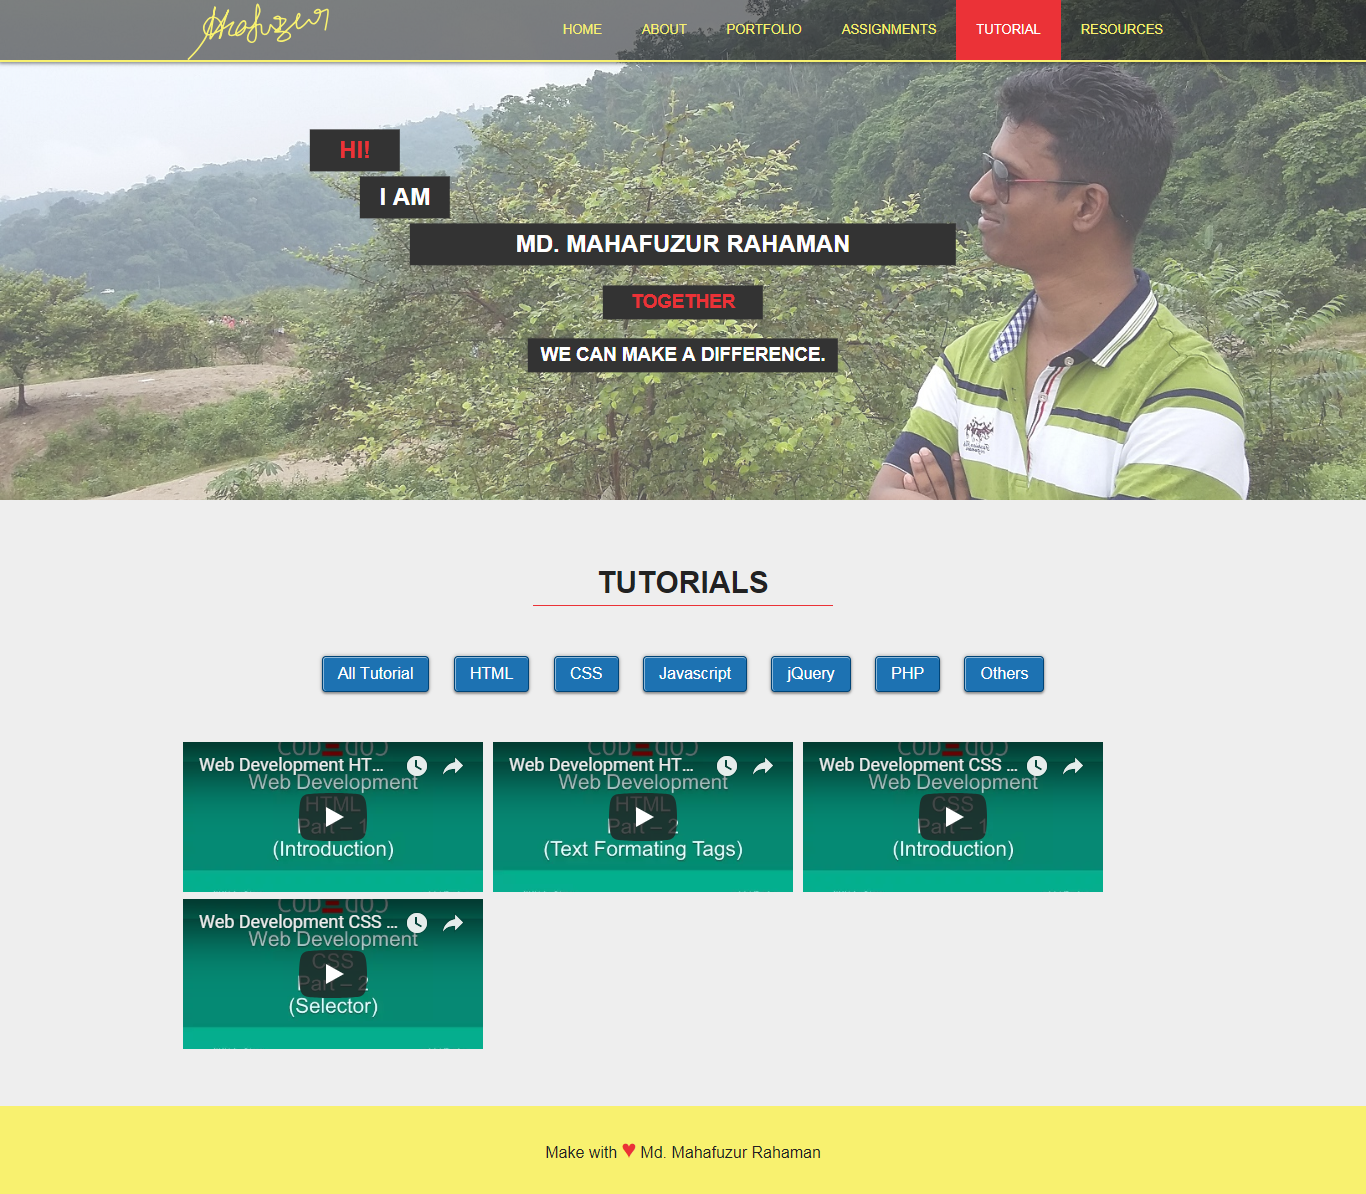 HOME ABOUT PORTFOLIO ASSIGNMENTS TUTORIAL RESOURCES
HI!
I AM
MD. MAHAFUZUR RAHAMAN
TOGETHER
WE CAN MAKE A DIFFERENCE.
TUTORIALS
All Tutorial HTML CSS Javascript jQuery PHP Others
Web Development HT...
Web Development
HTML
Part – 1
(Introduction)
Web Development HT...
Web Development
HTML
Part – 2
(Text Formating Tags)
Web Development CSS ...
Web Development
CSS
Part – 1
(Introduction)
Web Development CSS ...
Web Development
CSS
Part – 2
(Selector)
Make with ♥ Md. Mahafuzur Rahaman